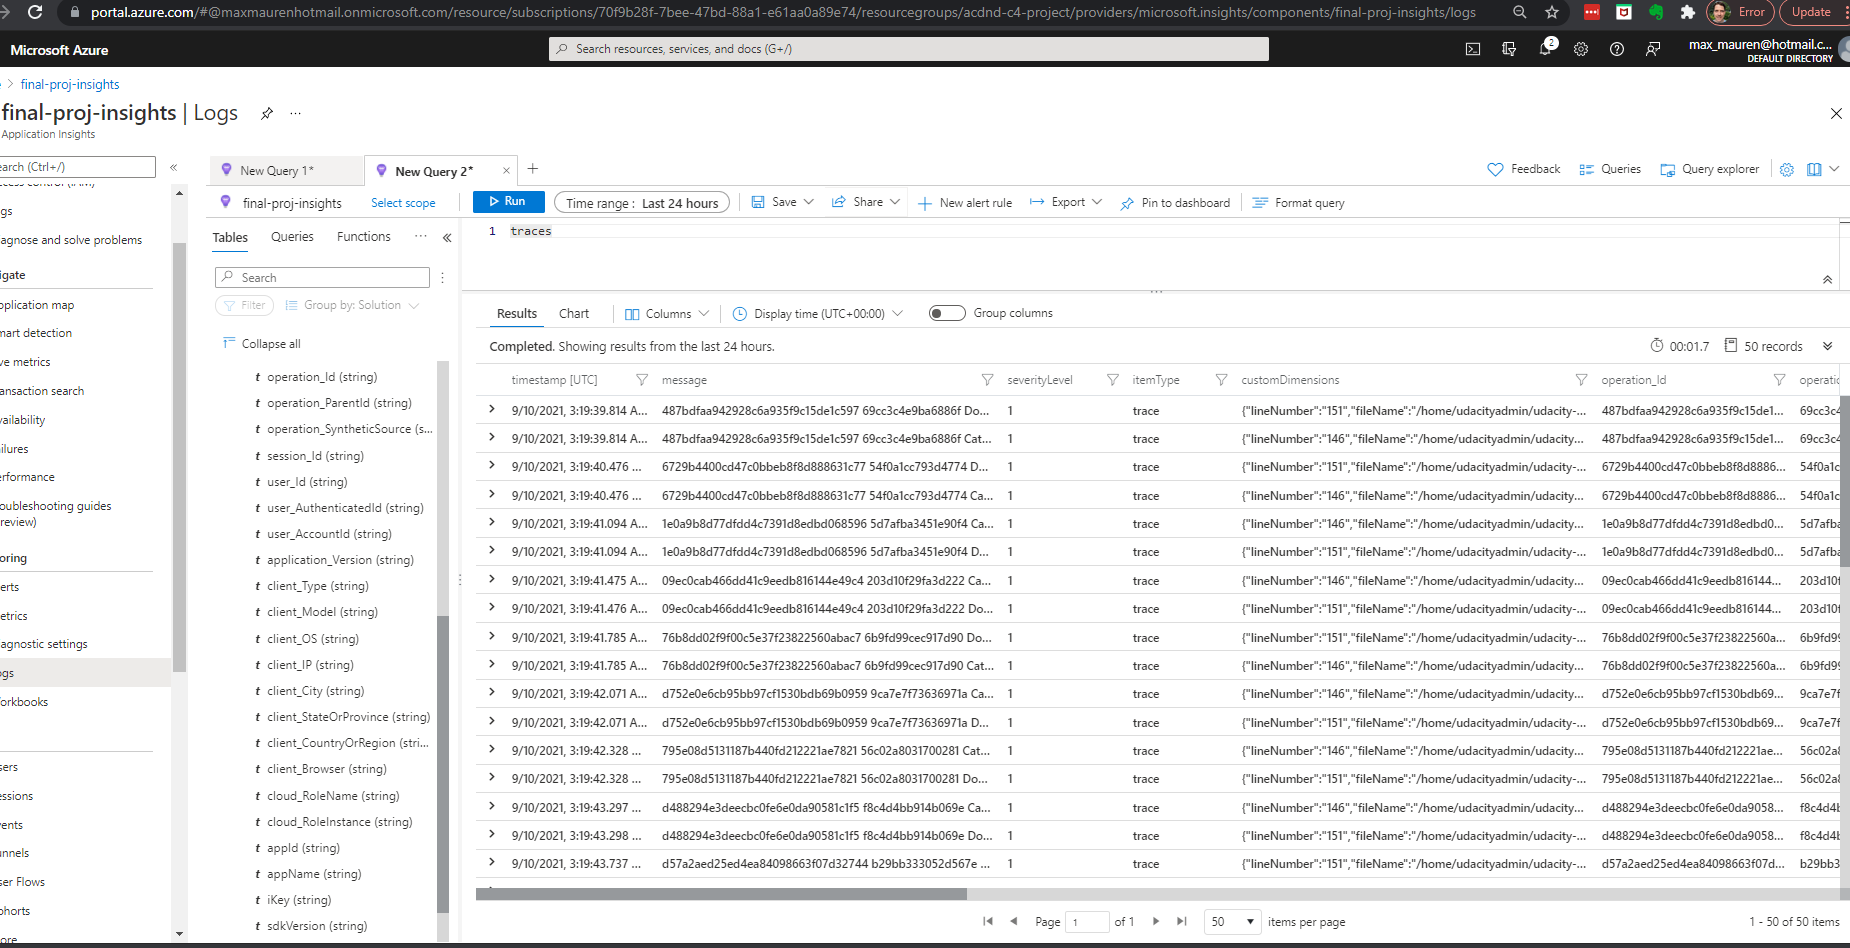 portal.azure.com/#@maxmaurenhotmail.onmicrosoft.com/resource/subscriptions/70f9b28f-7bee-47bd-88a1-e61aa0a89e74/resourcegroups/acdnd-c4-project/providers/microsoft.insights/components/final-proj-insights/logs Error Update
Microsoft Azure Search resources, services, and docs (G+/) 2 max_mauren@hotmail.c...
DEFAULT DIRECTORY
final-proj-insights
final-proj-insights | Logs ...
Application Insights
earch (Ctrl+/) «
gs
agnose and solve problems
igate
pplication map
mart detection
ve metrics
ansaction search
vailability
ilures
erformance
oubleshooting guides
review)
oring
erts
etrics
agnostic settings
gs
orkbooks
sers
essions
vents
unnels
ser Flows
ohorts
ore
New Query 1* New Query 2* × + Feedback Queries Query explorer
final-proj-insights Select scope Run Time range : Last 24 hours Save Share New alert rule Export Pin to dashboard Format query
Tables Queries Functions ... «
Search
Filter Group by: Solution
Collapse all
t operation_Id (string)
t operation_ParentId (string)
t operation_SyntheticSource (s...
t session_Id (string)
t user_Id (string)
t user_AuthenticatedId (string)
t user_AccountId (string)
t application_Version (string)
t client_Type (string)
t client_Model (string)
t client_OS (string)
t client_IP (string)
t client_City (string)
t client_StateOrProvince (string)
t client_CountryOrRegion (stri...
t client_Browser (string)
t cloud_RoleName (string)
t cloud_RoleInstance (string)
t appId (string)
t appName (string)
t iKey (string)
t sdkVersion (string)
1 traces
Results Chart Columns Display time (UTC+00:00) Group columns
Completed. Showing results from the last 24 hours. 00:01.7 50 records
timestamp [UTC] message severityLevel itemType customDimensions operation_Id operatio
9/10/2021, 3:19:39.814 A... 487bdfaa942928c6a935f9c15de1c597 69cc3c4e9ba6886f Do... 1 trace {"lineNumber":"151","fileName":"/home/udacityadmin/udacity-... 487bdfaa942928c6a935f9c15de1... 69cc3c4
9/10/2021, 3:19:39.814 A... 487bdfaa942928c6a935f9c15de1c597 69cc3c4e9ba6886f Cat... 1 trace {"lineNumber":"146","fileName":"/home/udacityadmin/udacity... 487bdfaa942928c6a935f9c15de1... 69cc3c4
9/10/2021, 3:19:40.476 ... 6729b4400cd47c0bbeb8f8d888631c77 54f0a1cc793d4774 D... 1 trace {"lineNumber":"151","fileName":"/home/udacityadmin/udacity-... 6729b4400cd47c0bbeb8f8d8886... 54f0a1c
9/10/2021, 3:19:40.476 ... 6729b4400cd47c0bbeb8f8d888631c77 54f0a1cc793d4774 Ca... 1 trace {"lineNumber":"146","fileName":"/home/udacityadmin/udacity... 6729b4400cd47c0bbeb8f8d8886... 54f0a1c
9/10/2021, 3:19:41.094 A... 1e0a9b8d77dfdd4c7391d8edbd068596 5d7afba3451e90f4 Ca... 1 trace {"lineNumber":"146","fileName":"/home/udacityadmin/udacity... 1e0a9b8d77dfdd4c7391d8edbd0... 5d7afba
9/10/2021, 3:19:41.094 A... 1e0a9b8d77dfdd4c7391d8edbd068596 5d7afba3451e90f4 D... 1 trace {"lineNumber":"151","fileName":"/home/udacityadmin/udacity-... 1e0a9b8d77dfdd4c7391d8edbd0... 5d7afba
9/10/2021, 3:19:41.475 A... 09ec0cab466dd41c9eedb816144e49c4 203d10f29fa3d222 Ca... 1 trace {"lineNumber":"146","fileName":"/home/udacityadmin/udacity... 09ec0cab466dd41c9eedb816144... 203d10f
9/10/2021, 3:19:41.476 A... 09ec0cab466dd41c9eedb816144e49c4 203d10f29fa3d222 Do... 1 trace {"lineNumber":"151","fileName":"/home/udacityadmin/udacity-... 09ec0cab466dd41c9eedb816144... 203d10f
9/10/2021, 3:19:41.785 A... 76b8dd02f9f00c5e37f23822560abac7 6b9fd99cec917d90 Do... 1 trace {"lineNumber":"151","fileName":"/home/udacityadmin/udacity-... 76b8dd02f9f00c5e37f23822560a... 6b9fd99
9/10/2021, 3:19:41.785 A... 76b8dd02f9f00c5e37f23822560abac7 6b9fd99cec917d90 Cat... 1 trace {"lineNumber":"146","fileName":"/home/udacityadmin/udacity... 76b8dd02f9f00c5e37f23822560a... 6b9fd99
9/10/2021, 3:19:42.071 A... d752e0e6cb95bb97cf1530bdb69b0959 9ca7e7f73636971a Ca... 1 trace {"lineNumber":"146","fileName":"/home/udacityadmin/udacity... d752e0e6cb95bb97cf1530bdb69... 9ca7e7f
9/10/2021, 3:19:42.071 A... d752e0e6cb95bb97cf1530bdb69b0959 9ca7e7f73636971a D... 1 trace {"lineNumber":"151","fileName":"/home/udacityadmin/udacity-... d752e0e6cb95bb97cf1530bdb69... 9ca7e7f
9/10/2021, 3:19:42.328 ... 795e08d5131187b440fd212221ae7821 56c02a8031700281 Cat... 1 trace {"lineNumber":"146","fileName":"/home/udacityadmin/udacity... 795e08d5131187b440fd212221ae... 56c02a8
9/10/2021, 3:19:42.328 ... 795e08d5131187b440fd212221ae7821 56c02a8031700281 Do... 1 trace {"lineNumber":"151","fileName":"/home/udacityadmin/udacity-... 795e08d5131187b440fd212221ae... 56c02a8
9/10/2021, 3:19:43.297 ... d488294e3deecbc0fe6e0da90581c1f5 f8c4d4bb914b069e Ca... 1 trace {"lineNumber":"146","fileName":"/home/udacityadmin/udacity... d488294e3deecbc0fe6e0da9058... f8c4d4b
9/10/2021, 3:19:43.298 ... d488294e3deecbc0fe6e0da90581c1f5 f8c4d4bb914b069e Do... 1 trace {"lineNumber":"151","fileName":"/home/udacityadmin/udacity-... d488294e3deecbc0fe6e0da9058... f8c4d4b
9/10/2021, 3:19:43.737 ... d57a2aed25ed4ea84098663f07d32744 b29bb333052d567e ... 1 trace {"lineNumber":"151","fileName":"/home/udacityadmin/udacity-... d57a2aed25ed4ea84098663f07d... b29bb3
Page 1 of 1 50 items per page 1 - 50 of 50 items